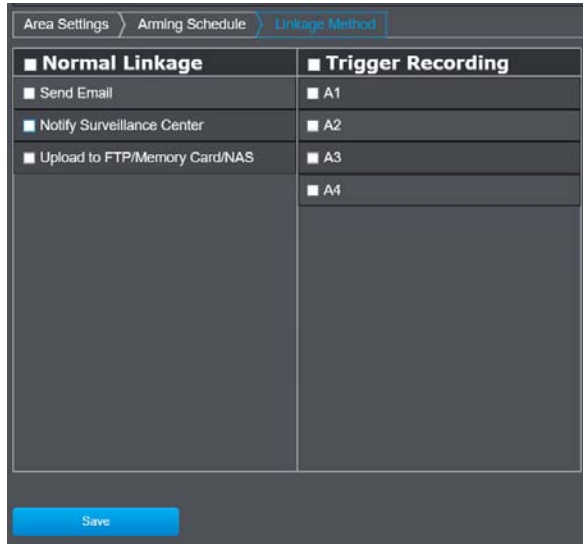 Area Settings Arming Schedule Linkage Method
Normal Linkage
Send Email
Notify Surveillance Center
Upload to FTP/Memory Card/NAS
Trigger Recording
A1
A2
A3
A4
Save